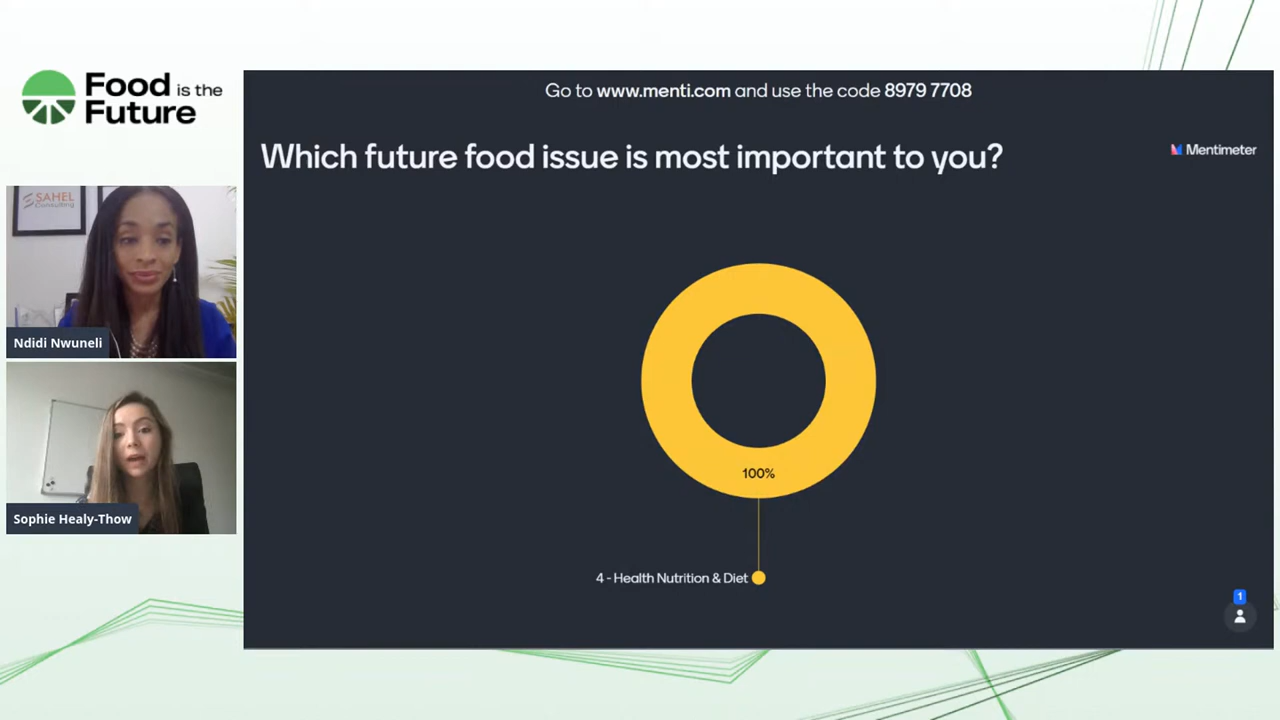 Food is the
Future
Go to www.menti.com and use the code 8979 7708
Which future food issue is most important to you?
Mentimeter
SAHEL
Consulting
Ndidi Nwuneli
Sophie Healy-Thow
100%
4 - Health Nutrition & Diet
1